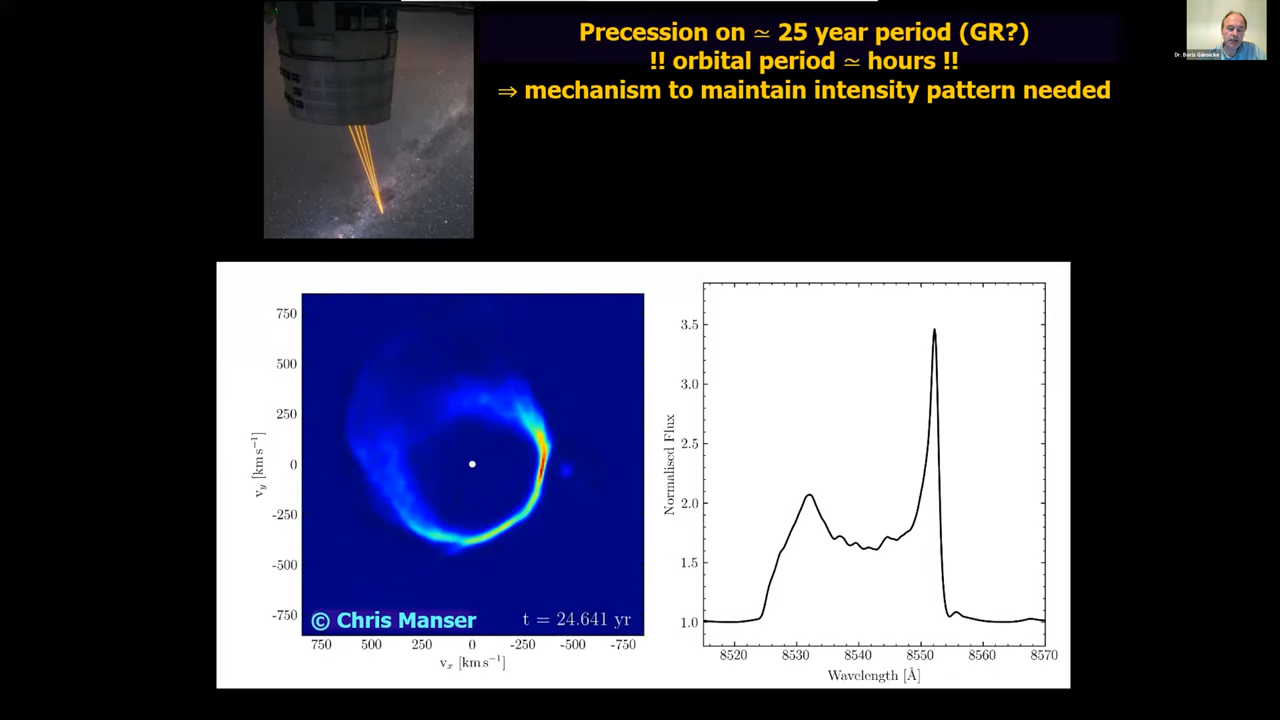 Precession on ≃ 25 year period (GR?)
!! orbital period ≃ hours !!
⇒ mechanism to maintain intensity pattern needed
Dr. Boris Gänsicke
750
500
250
0
-250
-500
-750
v_y [km s⁻¹]
© Chris Manser
t = 24.641 yr
750 500 250 0 -250 -500 -750
v_x [km s⁻¹]
3.5
3.0
2.5
2.0
1.5
1.0
Normalised Flux
8520 8530 8540 8550 8560 8570
Wavelength [Å]